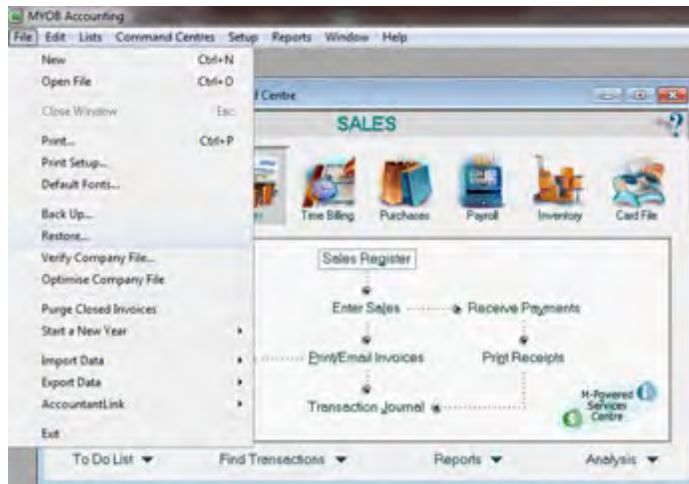 MYOB Accounting
File Edit Lists Command Centres Setup Reports Window Help
New Ctrl+N
Open File Ctrl+O
Close Window Esc
Print... Ctrl+P
Print Setup...
Default Fonts...
Back Up...
Restore...
Verify Company File...
Optimise Company File
Purge Closed Invoices
Start a New Year
Import Data
Export Data
AccountantLink
Exit
Centre
SALES
Time Billing Purchases Payroll Inventory Card File
Sales Register
Enter Sales Receive Payments
Print/Email Invoices Print Receipts
Transaction Journal
M-Powered
Services
Centre
To Do List Find Transactions Reports Analysis